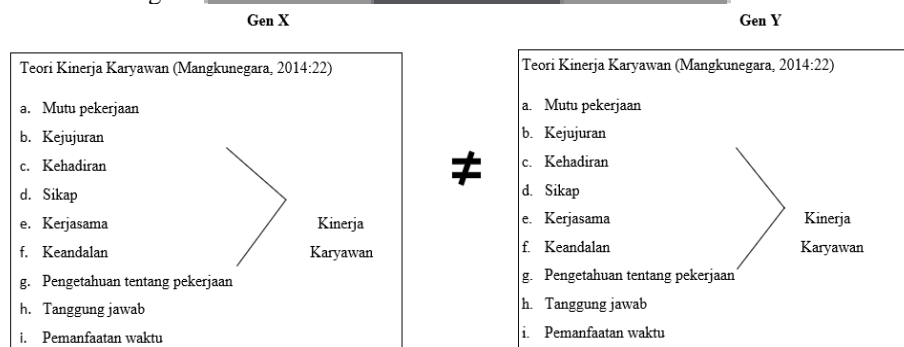 Gen X
Teori Kinerja Karyawan (Mangkunegara, 2014:22)
a. Mutu pekerjaan
b. Kejujuran
c. Kehadiran
d. Sikap
e. Kerjasama
f. Keandalan
g. Pengetahuan tentang pekerjaan
h. Tanggung jawab
i. Pemanfaatan waktu
Kinerja
Karyawan
≠
Gen Y
Teori Kinerja Karyawan (Mangkunegara, 2014:22)
a. Mutu pekerjaan
b. Kejujuran
c. Kehadiran
d. Sikap
e. Kerjasama
f. Keandalan
g. Pengetahuan tentang pekerjaan
h. Tanggung jawab
i. Pemanfaatan waktu
Kinerja
Karyawan